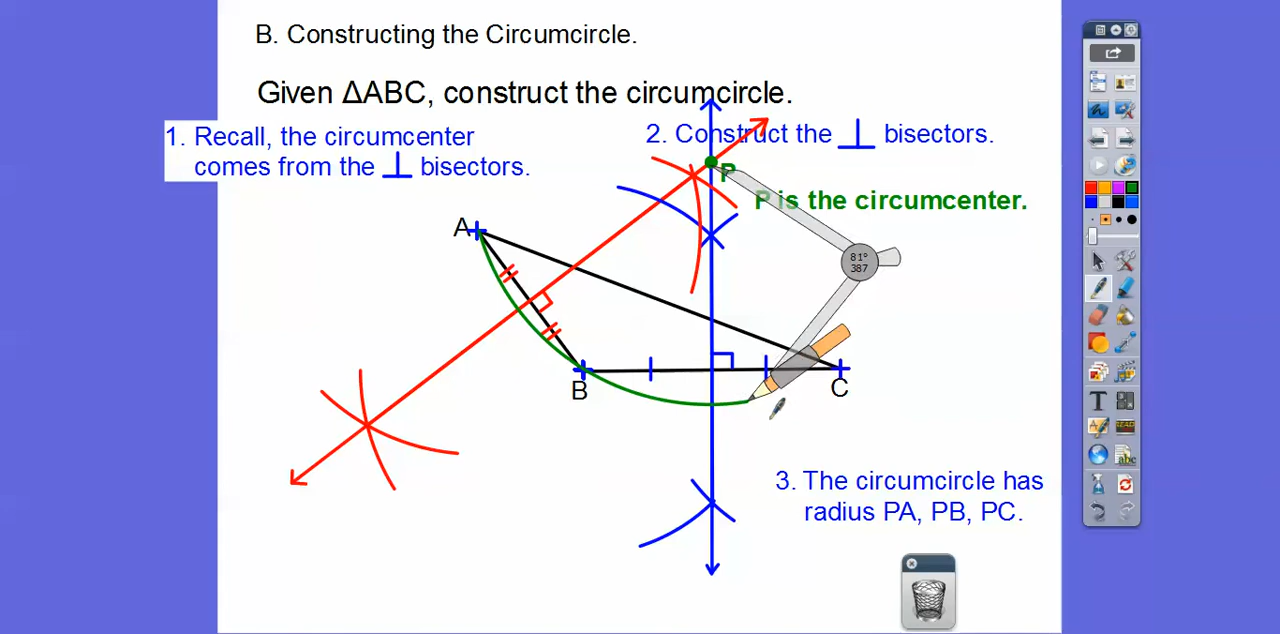 B. Constructing the Circumcircle.
Given ΔABC, construct the circumcircle.
1. Recall, the circumcenter
comes from the ⊥ bisectors.
2. Construct the ⊥ bisectors.
P
P is the circumcenter.
A
81°
387
B
C
3. The circumcircle has
radius PA, PB, PC.